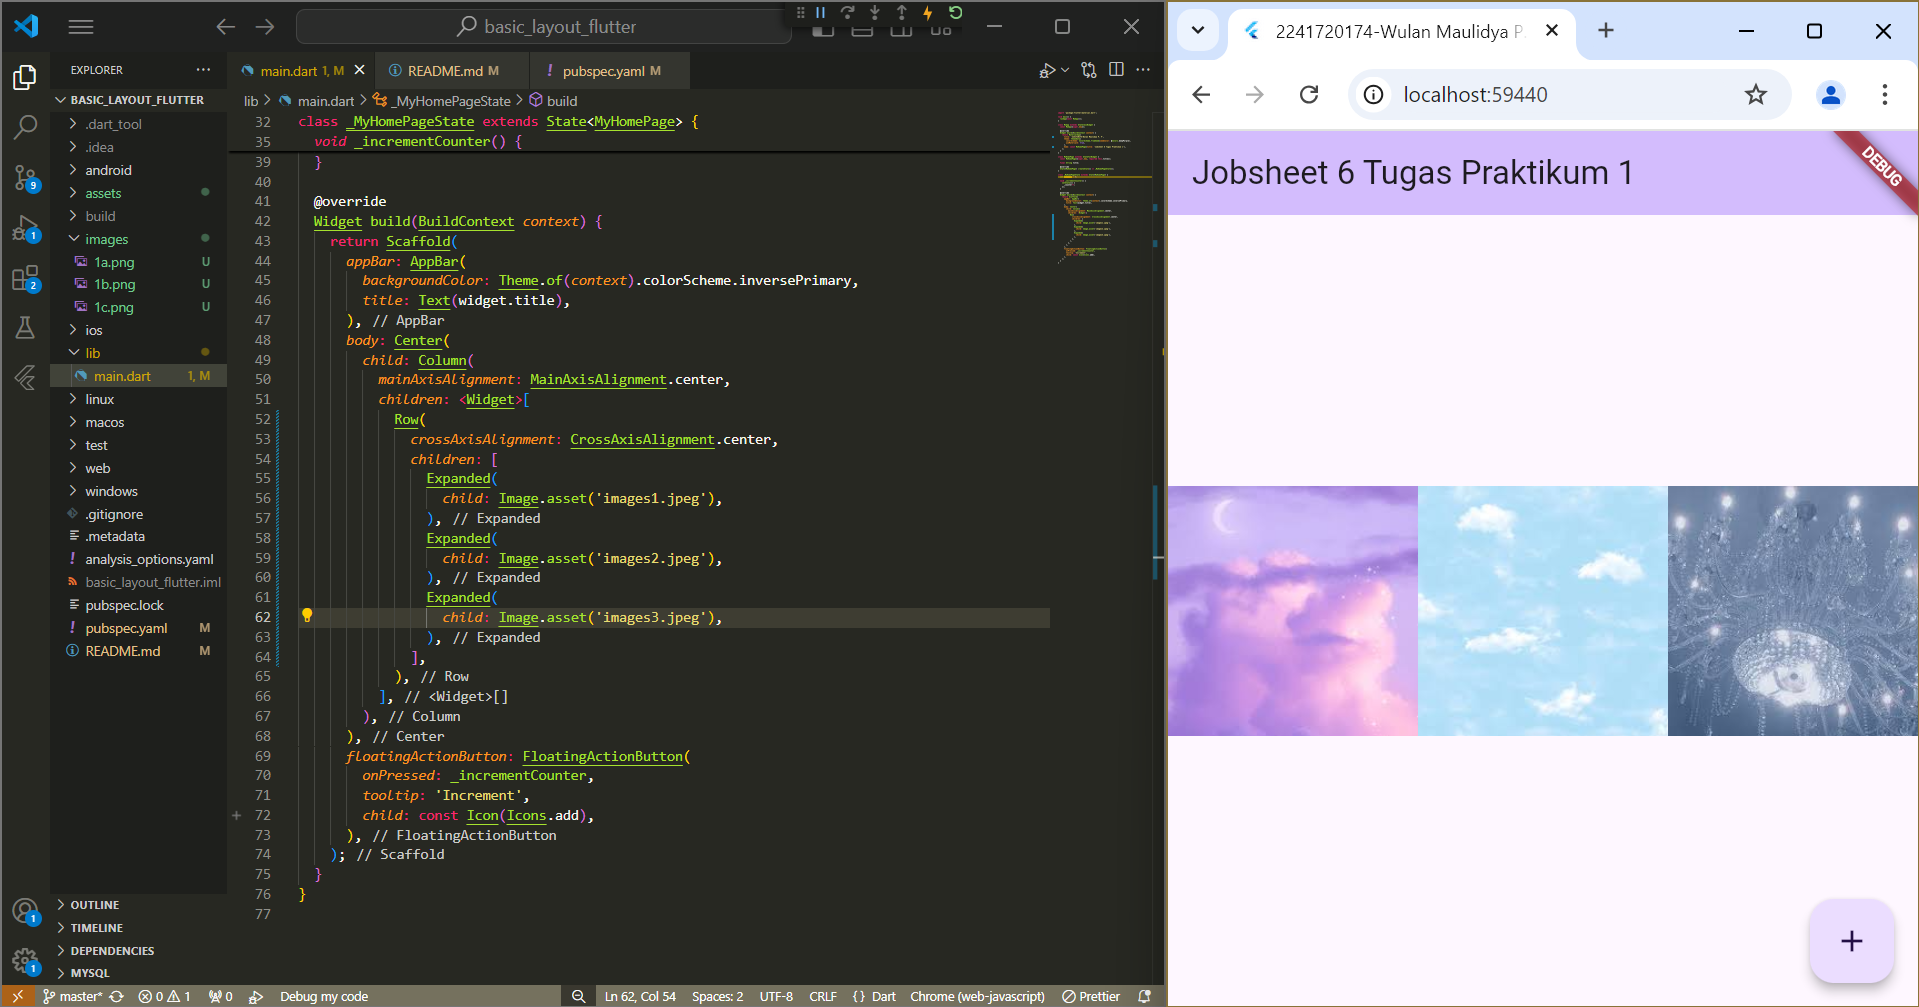 basic_layout_flutter
EXPLORER
BASIC_LAYOUT_FLUTTER
.dart_tool
.idea
android
assets
build
images
1a.png U
1b.png U
1c.png U
ios
lib
main.dart 1, M
linux
macos
test
web
windows
.gitignore
.metadata
analysis_options.yaml
basic_layout_flutter.iml
pubspec.lock
pubspec.yaml M
README.md M
OUTLINE
TIMELINE
DEPENDENCIES
MYSQL
9
1
2
1
1
main.dart 1, M
README.md M
pubspec.yaml M
lib > main.dart > _MyHomePageState > build
32 class _MyHomePageState extends State<MyHomePage> {
35 void _incrementCounter() {
39 }
40
41 @override
42 Widget build(BuildContext context) {
43 return Scaffold(
44 appBar: AppBar(
45 backgroundColor: Theme.of(context).colorScheme.inversePrimary,
46 title: Text(widget.title),
47 ), // AppBar
48 body: Center(
49 child: Column(
50 mainAxisAlignment: MainAxisAlignment.center,
51 children: <Widget>[
52 Row(
53 crossAxisAlignment: CrossAxisAlignment.center,
54 children: [
55 Expanded(
56 child: Image.asset('images1.jpeg'),
57 ), // Expanded
58 Expanded(
59 child: Image.asset('images2.jpeg'),
60 ), // Expanded
61 Expanded(
62 child: Image.asset('images3.jpeg'),
63 ), // Expanded
64 ],
65 ), // Row
66 ], // <Widget>[]
67 ), // Column
68 ), // Center
69 floatingActionButton: FloatingActionButton(
70 onPressed: _incrementCounter,
71 tooltip: 'Increment',
72 child: const Icon(Icons.add),
73 ), // FloatingActionButton
74 ); // Scaffold
75 }
76 }
77
master* 0 1 0 Debug my code Ln 62, Col 54 Spaces: 2 UTF-8 CRLF {} Dart Chrome (web-javascript) Prettier
2241720174-Wulan Maulidya P
localhost:59440
Jobsheet 6 Tugas Praktikum 1
DEBUG